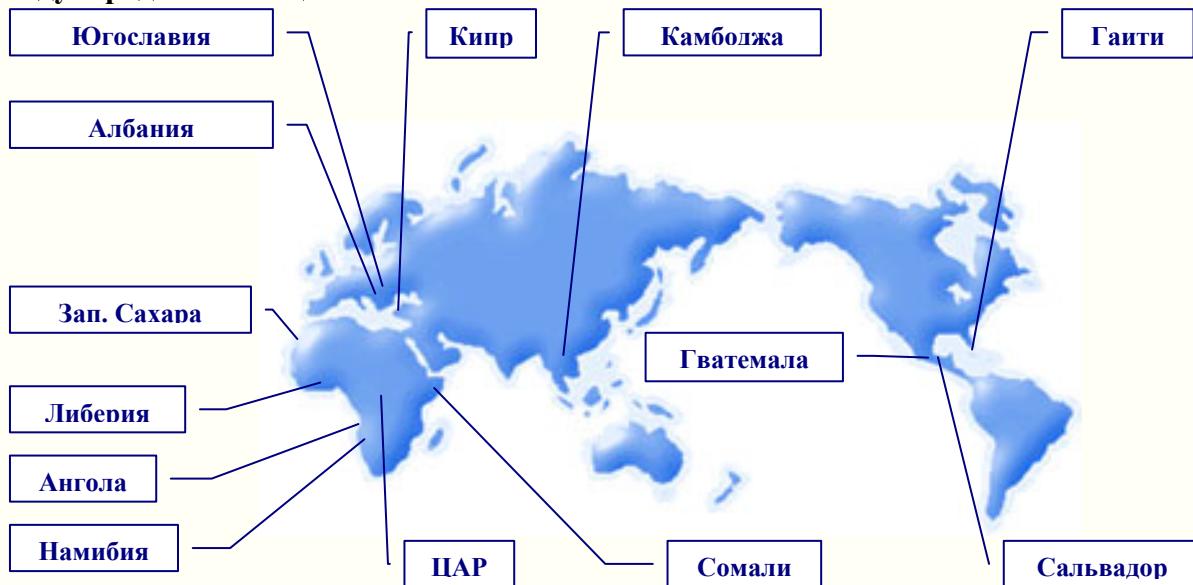 Югославия
Кипр
Камбоджа
Гаити
Албания
Зап. Сахара
Гватемала
Либерия
Ангола
Намибия
ЦАР
Сомали
Сальвадор